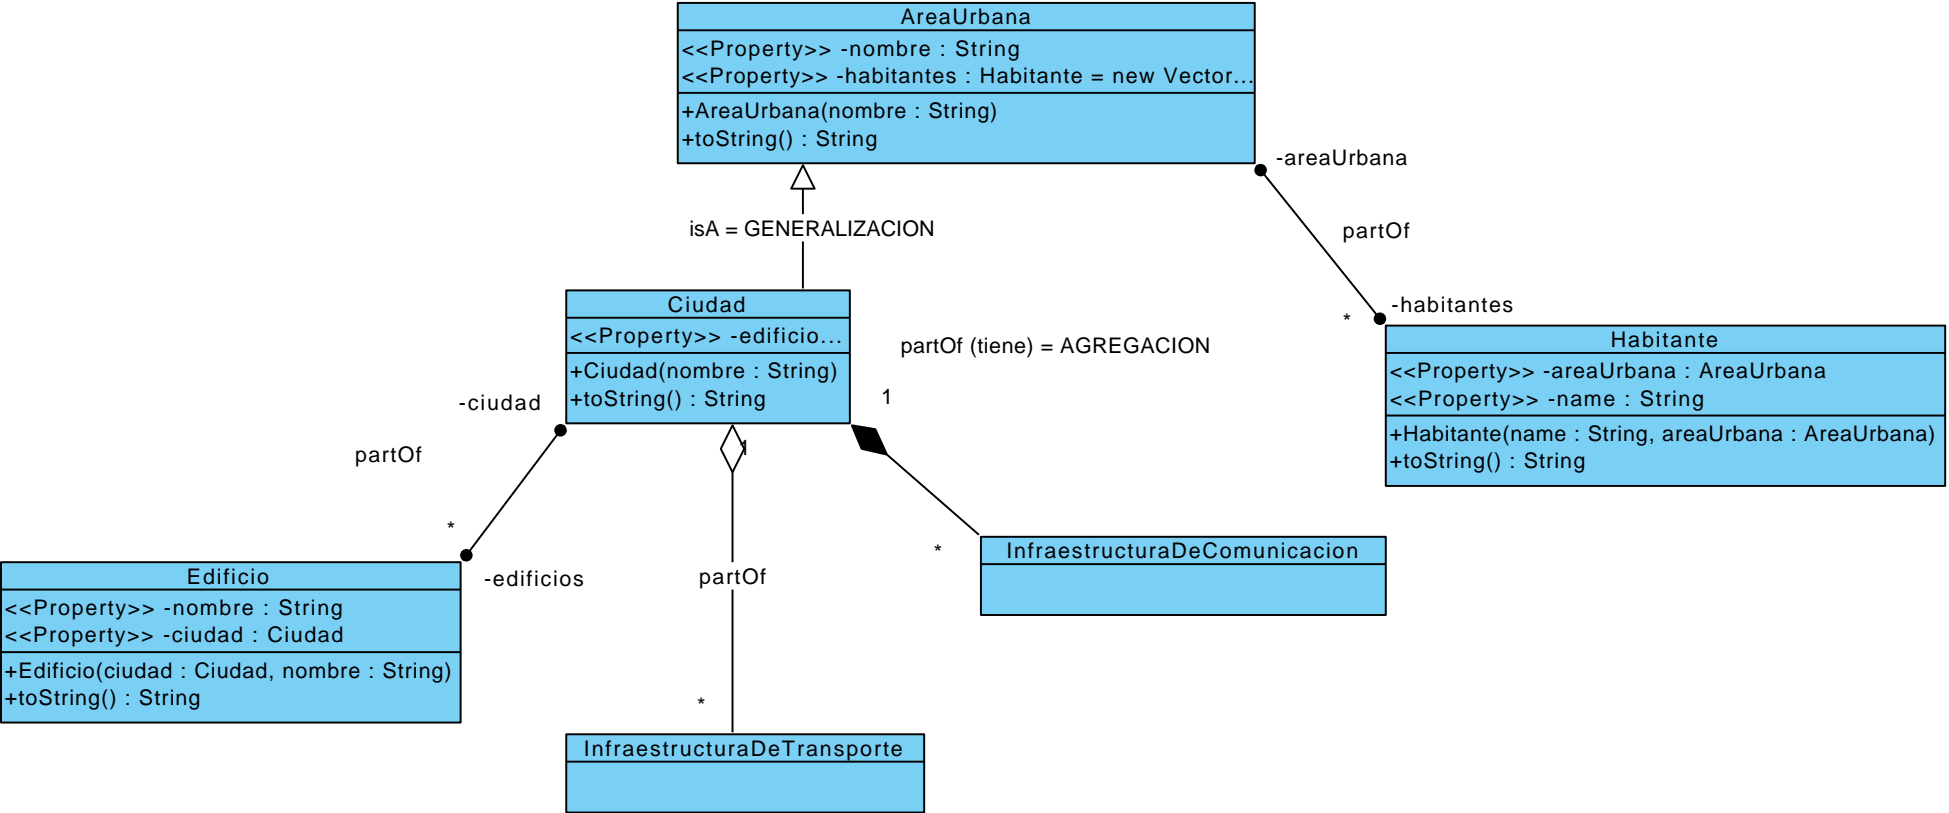 AreaUrbana
<<Property>> -nombre : String
<<Property>> -habitantes : Habitante = new Vector...
+AreaUrbana(nombre : String)
+toString() : String
-areaUrbana
isA = GENERALIZACION
partOf
-habitantes
*
Ciudad
<<Property>> -edificio...
+Ciudad(nombre : String)
+toString() : String
partOf (tiene) = AGREGACION
1
Habitante
<<Property>> -areaUrbana : AreaUrbana
<<Property>> -name : String
+Habitante(name : String, areaUrbana : AreaUrbana)
+toString() : String
-ciudad
partOf
1
*
-edificios
*
InfraestructuraDeComunicacion
Edificio
<<Property>> -nombre : String
<<Property>> -ciudad : Ciudad
+Edificio(ciudad : Ciudad, nombre : String)
+toString() : String
partOf
*
InfraestructuraDeTransporte